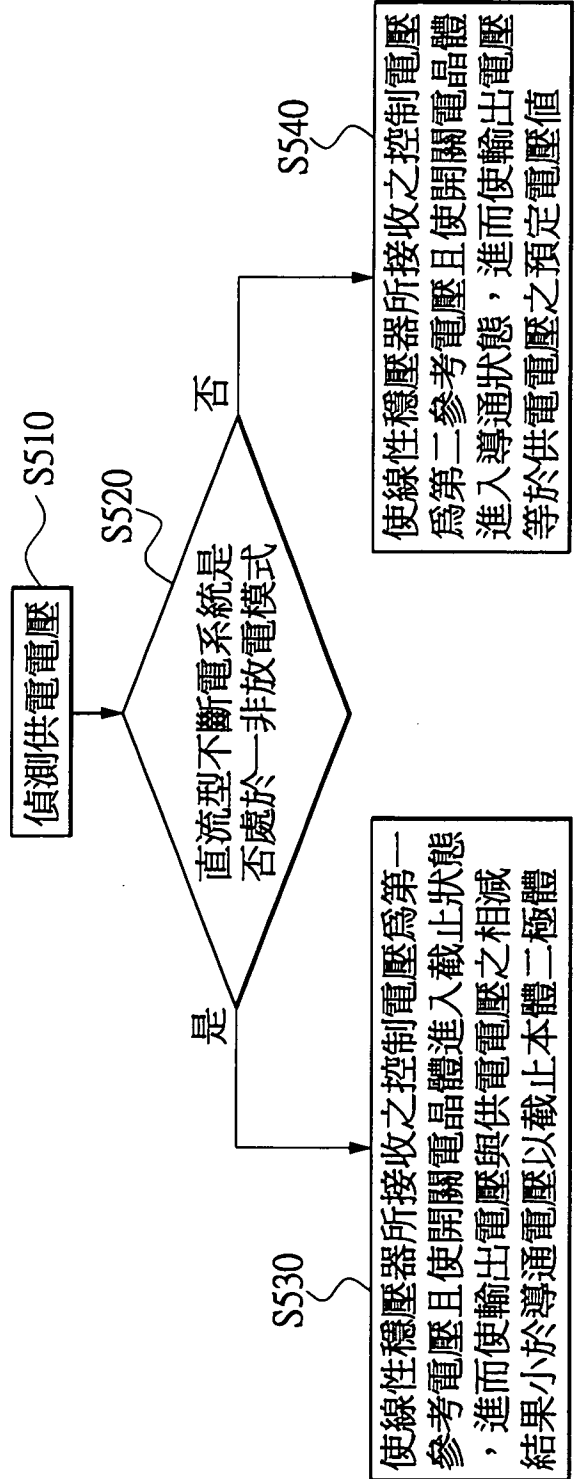 偵測供電電壓
S510
S520
直流型不斷電系統是
否處於一非放電模式
是
否
S530
使線性穩壓器所接收之控制電壓爲第一
參考電壓且使開關電晶體進入截止狀態
，進而使輸出電壓與供電電壓之相減
結果小於導通電壓以截止本體二極體
S540
使線性穩壓器所接收之控制電壓
爲第二參考電壓且使開關電晶體
進入導通狀態，進而使輸出電壓
等於供電電壓之預定電壓值